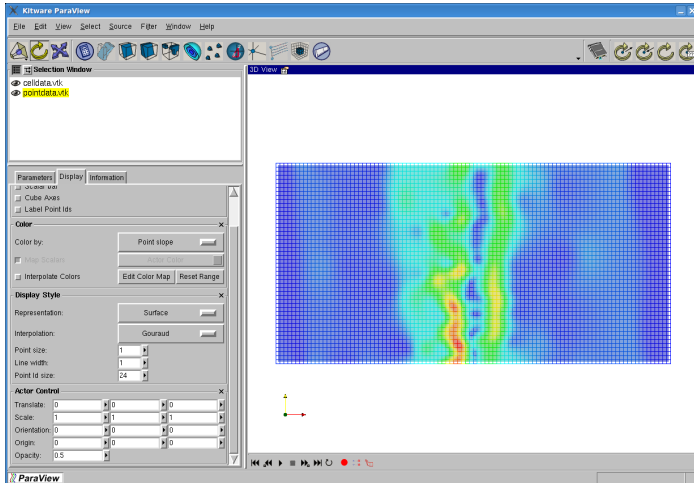 Kitware ParaView
File Edit View Select Source Filter Window Help
Selection Window
celldata.vtk
pointdata.vtk
3D View
Parameters Display Information
Scalar bar
Cube Axes
Label Point Ids
Color
Color by: Point slope
Map Scalars Actor Color
Interpolate Colors Edit Color Map Reset Range
Display Style
Representation: Surface
Interpolation: Gouraud
Point size: 1
Line width: 1
Point Id size: 24
Actor Control
Translate: 0 0 0
Scale: 1 1 1
Orientation: 0 0 0
Origin: 0 0 0
Opacity: 0.5
ParaView